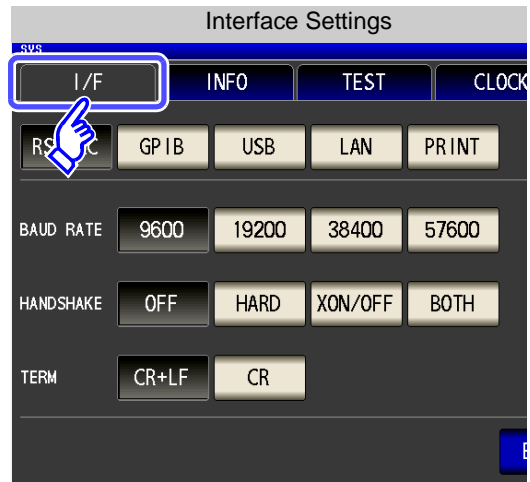 Interface Settings
SYS
I/F INFO TEST CLOCK
GPIB USB LAN PRINT
BAUD RATE 9600 19200 38400 57600
HANDSHAKE OFF HARD XON/OFF BOTH
TERM CR+LF CR